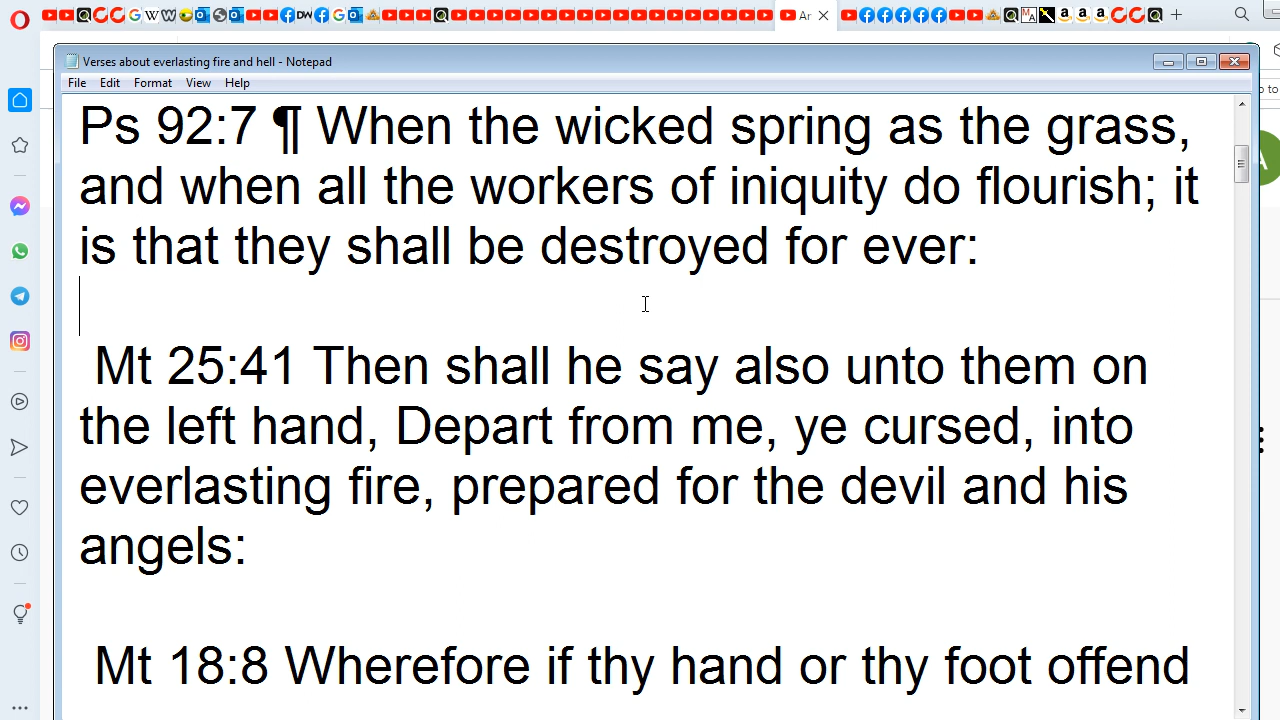 Ar
Verses about everlasting fire and hell - Notepad
File Edit Format View Help
Ps 92:7 ¶ When the wicked spring as the grass,
and when all the workers of iniquity do flourish; it
is that they shall be destroyed for ever:
Mt 25:41 Then shall he say also unto them on
the left hand, Depart from me, ye cursed, into
everlasting fire, prepared for the devil and his
angels:
Mt 18:8 Wherefore if thy hand or thy foot offend
p to
A